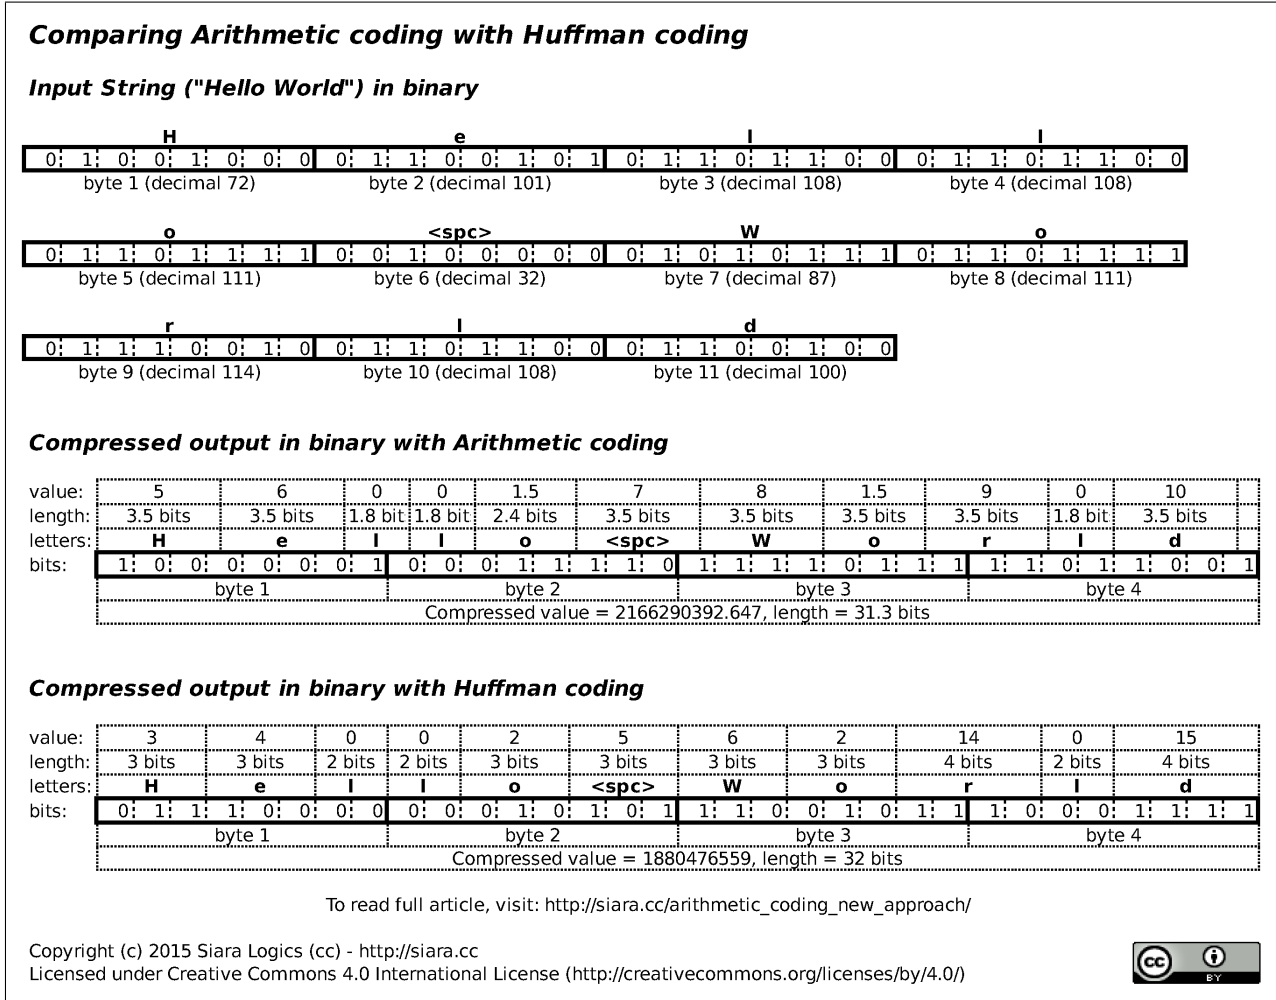 Comparing Arithmetic coding with Huffman coding
Input String ("Hello World") in binary
H e l l
0 1 0 0 1 0 0 0 0 1 1 0 0 1 0 1 0 1 1 0 1 1 0 0 0 1 1 0 1 1 0 0
byte 1 (decimal 72) byte 2 (decimal 101) byte 3 (decimal 108) byte 4 (decimal 108)
o <spc> W o
0 1 1 0 1 1 1 1 0 0 1 0 0 0 0 0 0 1 0 1 0 1 1 1 0 1 1 0 1 1 1 1
byte 5 (decimal 111) byte 6 (decimal 32) byte 7 (decimal 87) byte 8 (decimal 111)
r l d
0 1 1 1 0 0 1 0 0 1 1 0 1 1 0 0 0 1 1 0 0 1 0 0
byte 9 (decimal 114) byte 10 (decimal 108) byte 11 (decimal 100)
Compressed output in binary with Arithmetic coding
value: 5 6 0 0 1.5 7 8 1.5 9 0 10
length: 3.5 bits 3.5 bits 1.8 bit 1.8 bit 2.4 bits 3.5 bits 3.5 bits 3.5 bits 3.5 bits 1.8 bit 3.5 bits
letters: H e l l o <spc> W o r l d
bits: 1 0 0 0 0 0 0 1 0 0 0 1 1 1 1 0 1 1 1 1 0 1 1 1 1 1 0 1 1 0 0 1
byte 1 byte 2 byte 3 byte 4
Compressed value = 2166290392.647, length = 31.3 bits
Compressed output in binary with Huffman coding
value: 3 4 0 0 2 5 6 2 14 0 15
length: 3 bits 3 bits 2 bits 2 bits 3 bits 3 bits 3 bits 3 bits 4 bits 2 bits 4 bits
letters: H e l l o <spc> W o r l d
bits: 0 1 1 1 0 0 0 0 0 0 0 1 0 1 0 1 1 1 0 0 1 0 1 1 1 0 0 0 1 1 1 1
byte 1 byte 2 byte 3 byte 4
Compressed value = 1880476559, length = 32 bits
To read full article, visit: http://siara.cc/arithmetic_coding_new_approach/
Copyright (c) 2015 Siara Logics (cc) - http://siara.cc
Licensed under Creative Commons 4.0 International License (http://creativecommons.org/licenses/by/4.0/)
cc BY